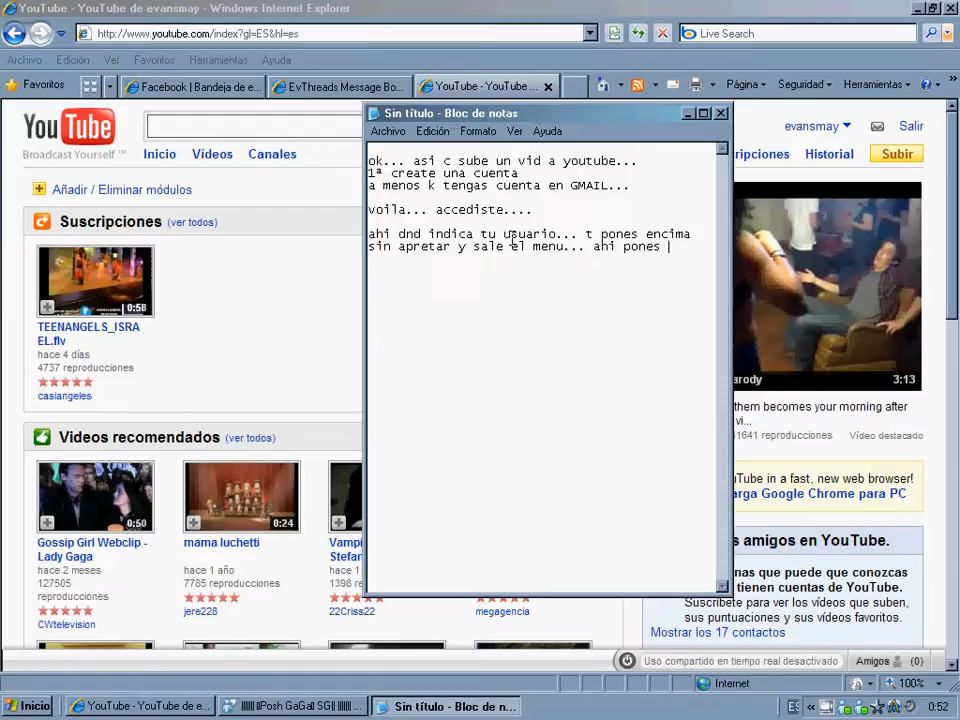 YouTube - YouTube de evansmay - Windows Internet Explorer
http://www.youtube.com/index?gl=ES&hl=es
Live Search
Archivo Edición Ver Favoritos Herramientas Ayuda
Favoritos
Facebook | Bandeja de e...
EvThreads Message Bo...
YouTube - YouTube ...
Página
Seguridad
Herramientas
You Tube
Broadcast Yourself™
Inicio Vídeos Canales
evansmay
Salir
ripciones
Historial
Subir
Añadir / Eliminar módulos
Suscripciones (ver todos)
0:58
TEENANGELS_ISRA
EL.flv
hace 4 días
4737 reproducciones
casiangeles
Videos recomendados (ver todos)
0:50
Gossip Girl Webclip -
Lady Gaga
hace 2 meses
127505
reproducciones
CWtelevision
0:24
mama luchetti
hace 1 año
7785 reproducciones
jere228
Vampi
Stefan
hace 1
1398 re
22Criss22
megagencia
Sin título - Bloc de notas
Archivo Edición Formato Ver Ayuda
ok... asi c sube un vid a youtube...
1ª create una cuenta
a menos k tengas cuenta en GMAIL...
voila... accediste....
ahi dnd indica tu usuario... t pones encima
sin apretar y sale el menu... ahi pones
arody
3:13
them becomes your morning after
vi...
41641 reproducciones
Vídeo destacado
uTube in a fast, new web browser!
arga Google Chrome para PC
s amigos en YouTube.
nas que puede que conozcas
tienen cuentas de YouTube.
Suscríbete para ver los vídeos que suben,
sus puntuaciones y sus vídeos favoritos.
Mostrar los 17 contactos
Uso compartido en tiempo real desactivado
Amigos (0)
Internet
100%
Inicio
YouTube - YouTube de e...
Posh GaGa| SG
Sin título - Bloc de n...
ES
0:52